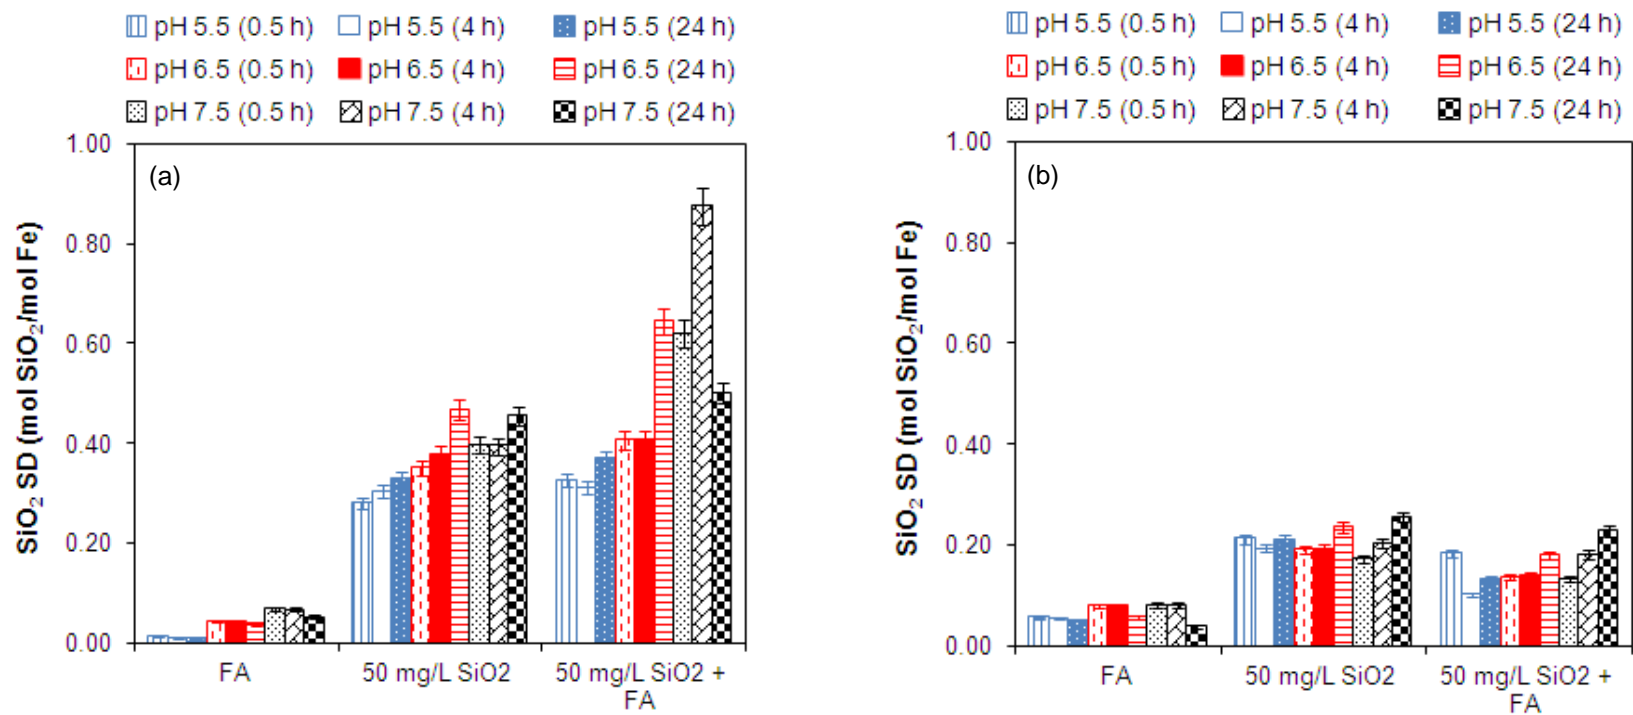 pH 5.5 (0.5 h) pH 5.5 (4 h) pH 5.5 (24 h)
pH 6.5 (0.5 h) pH 6.5 (4 h) pH 6.5 (24 h)
pH 7.5 (0.5 h) pH 7.5 (4 h) pH 7.5 (24 h)
(a)
SiO₂ SD (mol SiO₂/mol Fe)
1.00
0.80
0.60
0.40
0.20
0.00
FA 50 mg/L SiO2 50 mg/L SiO2 +
FA
pH 5.5 (0.5 h) pH 5.5 (4 h) pH 5.5 (24 h)
pH 6.5 (0.5 h) pH 6.5 (4 h) pH 6.5 (24 h)
pH 7.5 (0.5 h) pH 7.5 (4 h) pH 7.5 (24 h)
(b)
SiO₂ SD (mol SiO₂/mol Fe)
1.00
0.80
0.60
0.40
0.20
0.00
FA 50 mg/L SiO2 50 mg/L SiO2 +
FA